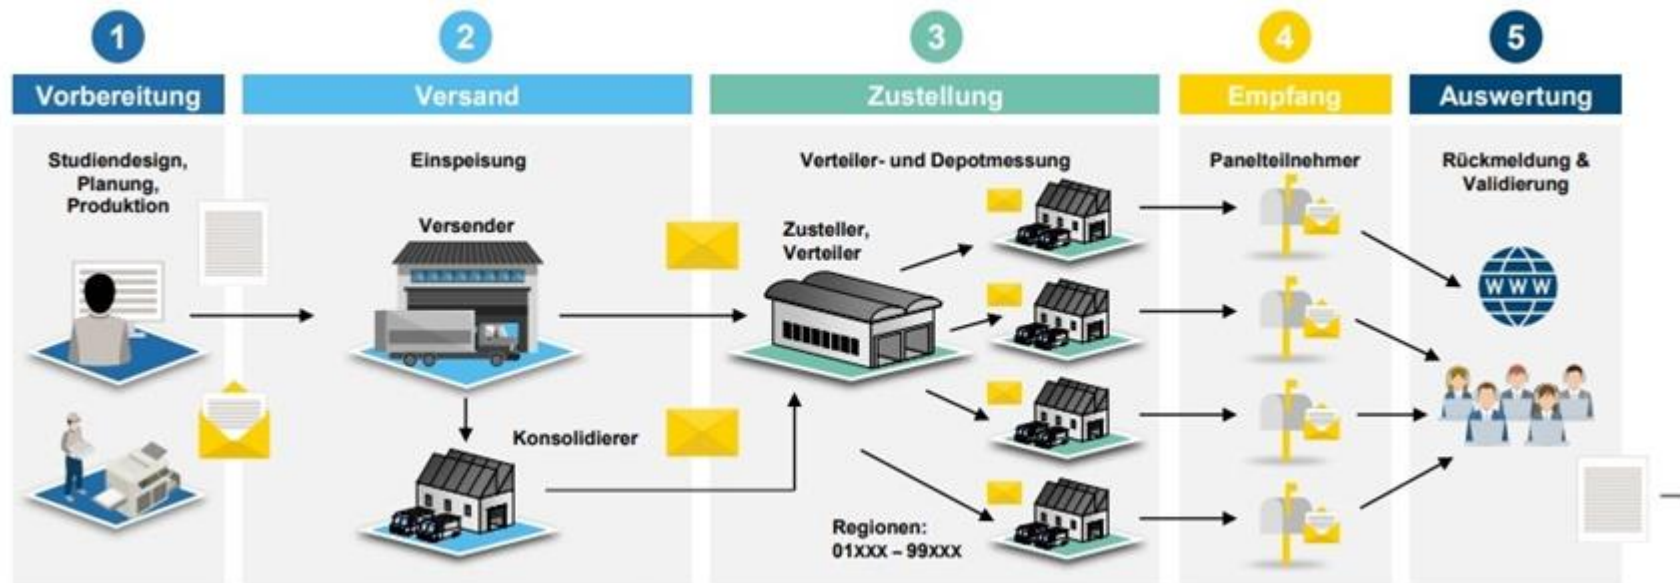 1
Vorbereitung
Studiendesign,
Planung,
Produktion
2
Versand
Einspeisung
Versender
Konsolidierer
3
Zustellung
Verteiler- und Depotmessung
Zusteller,
Verteiler
Regionen:
01XXX – 99XXX
4
Empfang
Panelteilnehmer
5
Auswertung
Rückmeldung &
Validierung
WWW